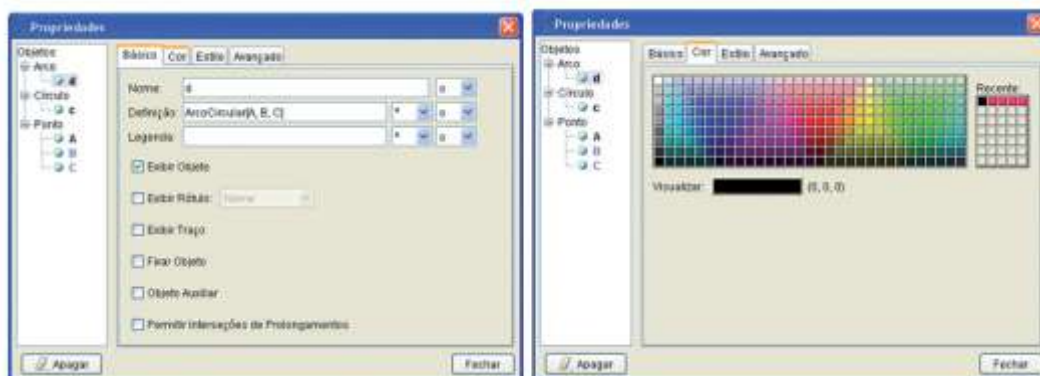 Propriedades
Objetos
Arco
d
Círculo
c
Ponto
A
B
C
Básico Cor Estilo Avançado
Nome: d
Definição: ArcoCircular[A, B, C]
Legenda:
Exibir Objeto
Exibir Rótulo: Nome
Exibir Traço
Fixar Objeto
Objeto Auxiliar
Permitir Interseções de Prolongamentos
Apagar
Fechar
Propriedades
Objetos
Arco
d
Círculo
c
Ponto
A
B
C
Básico Cor Estilo Avançado
Recente
Visualizar: (0, 0, 0)
Apagar
Fechar